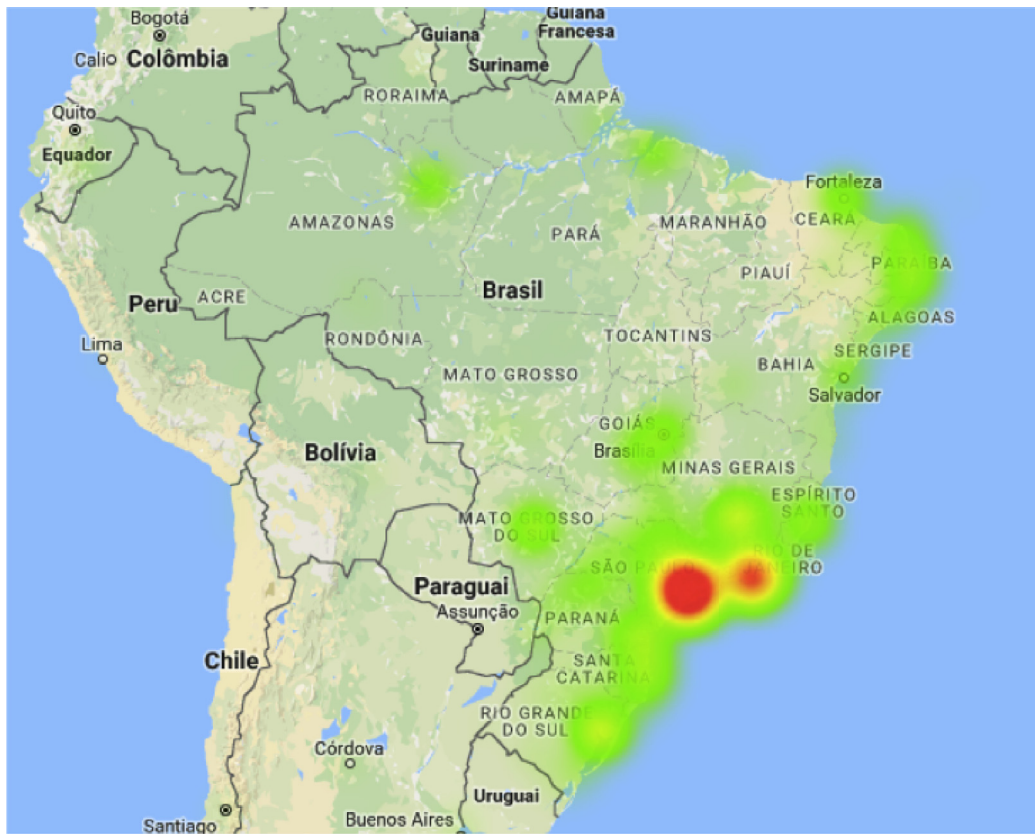 Bogotá
Cali
Colômbia
Guiana
Guiana
Francesa
Suriname
RORAIMA
AMAPÁ
Quito
Equador
Fortaleza
AMAZONAS
PARÁ
MARANHÃO
CEARÁ
PIAUÍ
PARAÍBA
Peru
ACRE
Brasil
ALAGOAS
Lima
RONDÔNIA
TOCANTINS
SERGIPE
MATO GROSSO
BAHIA
Salvador
GOIÁS
Bolívia
Brasília
MINAS GERAIS
ESPÍRITO
SANTO
MATO GROSSO
DO SUL
RIO DE
JANEIRO
SÃO PAULO
Paraguai
Assunção
PARANÁ
Chile
SANTA
CATARINA
RIO GRANDE
DO SUL
Córdova
Uruguai
Santiago
Buenos Aires